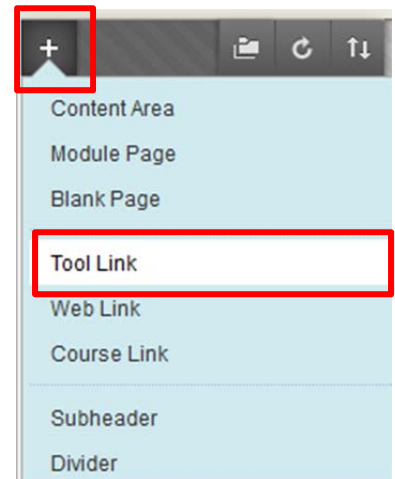 +
Content Area
Module Page
Blank Page
Tool Link
Web Link
Course Link
Subheader
Divider